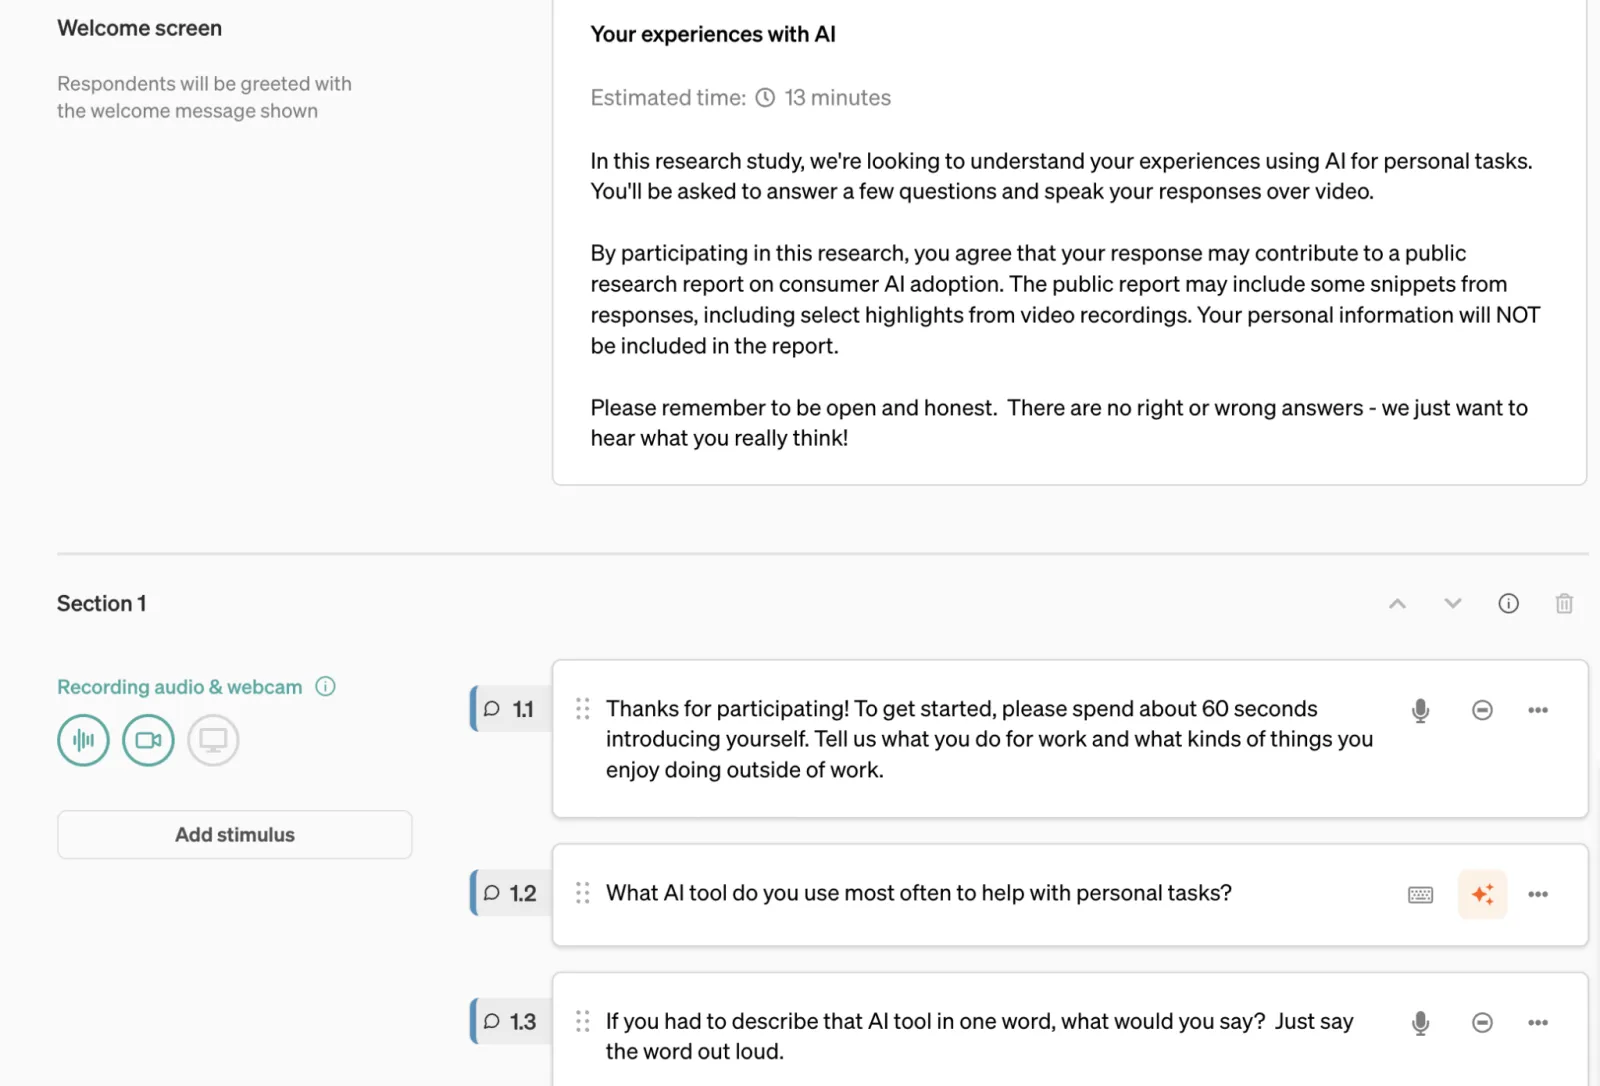 Welcome screen
Respondents will be greeted with
the welcome message shown
Your experiences with AI
Estimated time: 13 minutes
In this research study, we're looking to understand your experiences using AI for personal tasks.
You'll be asked to answer a few questions and speak your responses over video.
By participating in this research, you agree that your response may contribute to a public
research report on consumer AI adoption. The public report may include some snippets from
responses, including select highlights from video recordings. Your personal information will NOT
be included in the report.
Please remember to be open and honest.  There are no right or wrong answers - we just want to
hear what you really think!
Section 1
Recording audio & webcam
Add stimulus
1.1
Thanks for participating! To get started, please spend about 60 seconds
introducing yourself. Tell us what you do for work and what kinds of things you
enjoy doing outside of work.
1.2
What AI tool do you use most often to help with personal tasks?
1.3
If you had to describe that AI tool in one word, what would you say?  Just say
the word out loud.